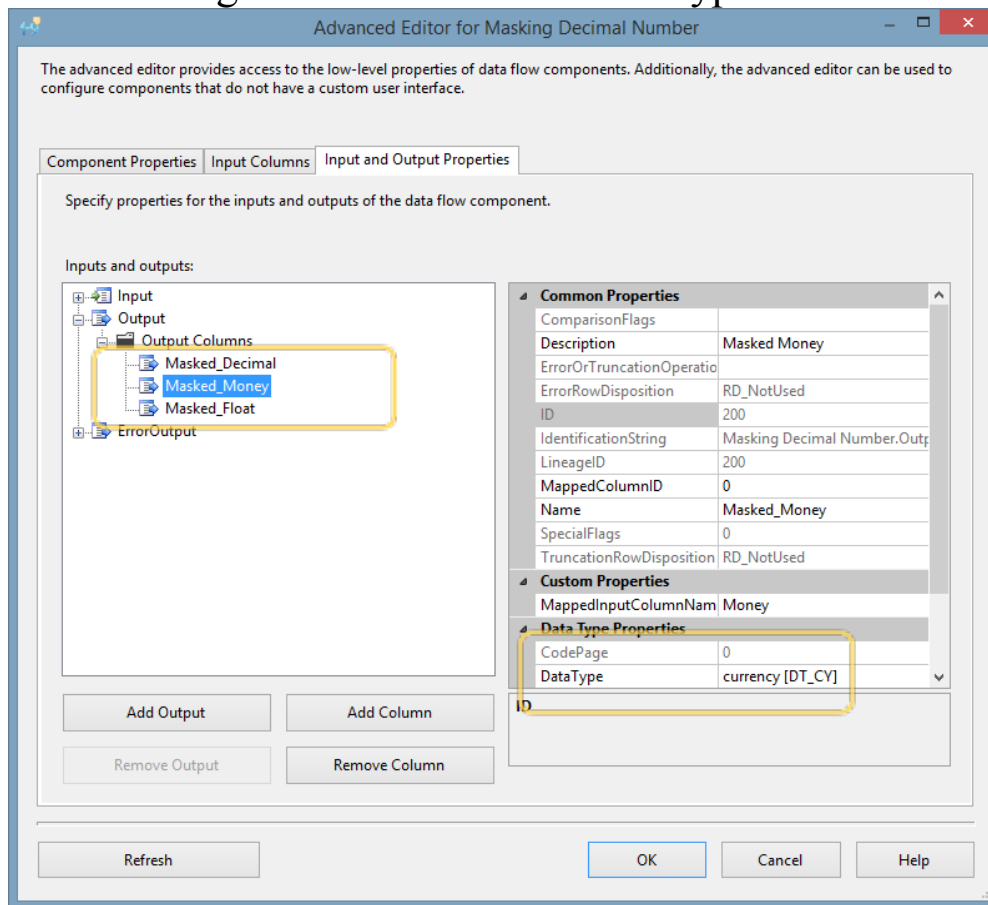 Advanced Editor for Masking Decimal Number
The advanced editor provides access to the low-level properties of data flow components. Additionally, the advanced editor can be used to
configure components that do not have a custom user interface.
Component Properties Input Columns Input and Output Properties
Specify properties for the inputs and outputs of the data flow component.
Inputs and outputs:
Input
Output
Output Columns
Masked_Decimal
Masked_Money
Masked_Float
ErrorOutput
Common Properties
ComparisonFlags
Description Masked Money
ErrorOrTruncationOperatio
ErrorRowDisposition RD_NotUsed
ID 200
IdentificationString Masking Decimal Number.Outp
LineageID 200
MappedColumnID 0
Name Masked_Money
SpecialFlags 0
TruncationRowDisposition RD_NotUsed
Custom Properties
MappedInputColumnNam Money
Data Type Properties
CodePage 0
DataType currency [DT_CY]
ID
Add Output Add Column
Remove Output Remove Column
Refresh OK Cancel Help